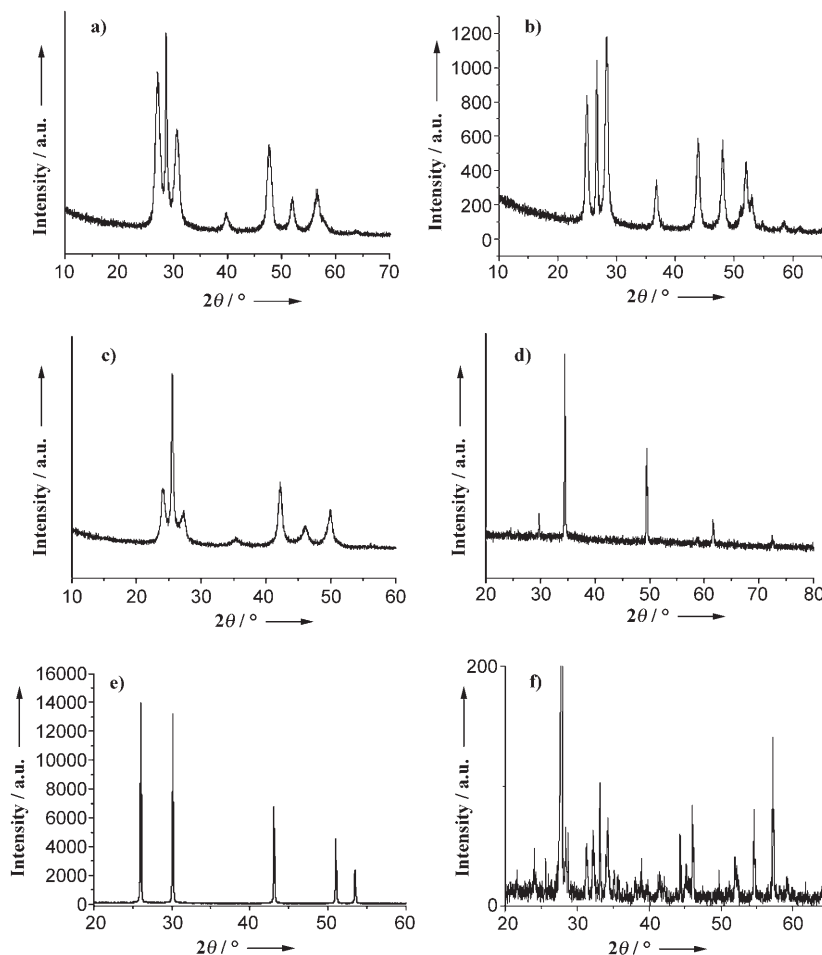 a)
Intensity / a.u.
10 20 30 40 50 60 70
2θ / °
b)
Intensity / a.u.
1200
1000
800
600
400
200
0
10 20 30 40 50 60
2θ / °
c)
Intensity / a.u.
10 20 30 40 50 60
2θ / °
d)
Intensity / a.u.
20 30 40 50 60 70 80
2θ / °
e)
Intensity / a.u.
16000
14000
12000
10000
8000
6000
4000
2000
0
20 30 40 50 60
2θ / °
f)
Intensity / a.u.
200
100
0
20 30 40 50 60
2θ / °